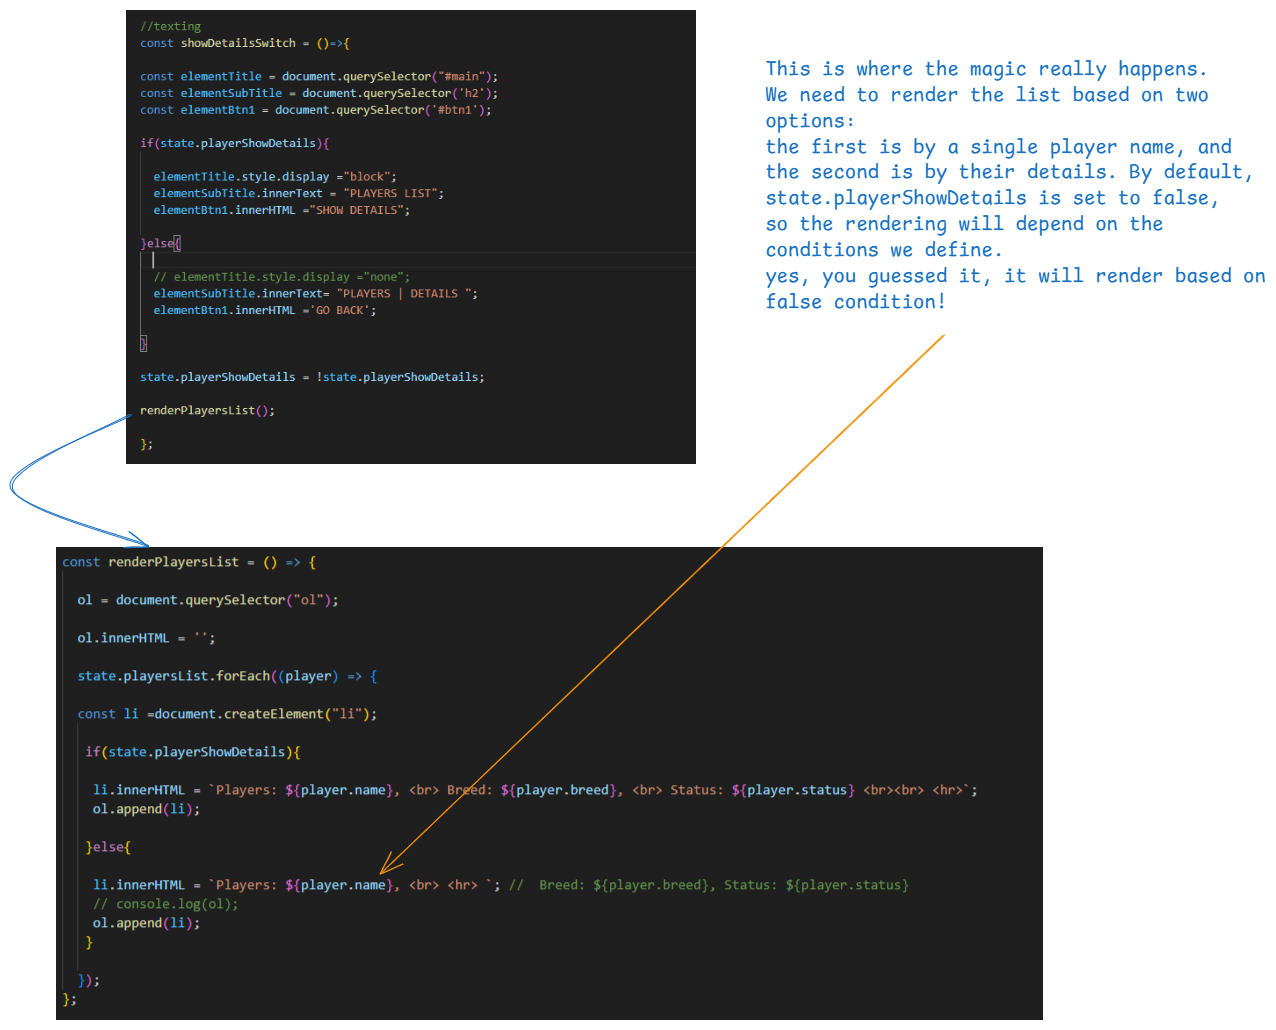 //texting
const showDetailsSwitch = ()=>{
const elementTitle = document.querySelector("#main");
const elementSubTitle = document.querySelector('h2');
const elementBtn1 = document.querySelector('#btn1');
if(state.playerShowDetails){
elementTitle.style.display ="block";
elementSubTitle.innerText = "PLAYERS LIST";
elementBtn1.innerHTML ="SHOW DETAILS";
}else{
// elementTitle.style.display ="none";
elementSubTitle.innerText= "PLAYERS | DETAILS ";
elementBtn1.innerHTML ='GO BACK';
}
state.playerShowDetails = !state.playerShowDetails;
renderPlayersList();
};
This is where the magic really happens.
We need to render the list based on two
options:
the first is by a single player name, and
the second is by their details. By default,
state.playerShowDetails is set to false,
so the rendering will depend on the
conditions we define.
yes, you guessed it, it will render based on
false condition!
const renderPlayersList = () => {
ol = document.querySelector("ol");
ol.innerHTML = '';
state.playersList.forEach((player) => {
const li =document.createElement("li");
if(state.playerShowDetails){
li.innerHTML = `Players: ${player.name}, <br> Breed: ${player.breed}, <br> Status: ${player.status} <br><br> <hr>`;
ol.append(li);
}else{
li.innerHTML = `Players: ${player.name}, <br> <hr> `; //  Breed: ${player.breed}, Status: ${player.status}
// console.log(ol);
ol.append(li);
}
});
};